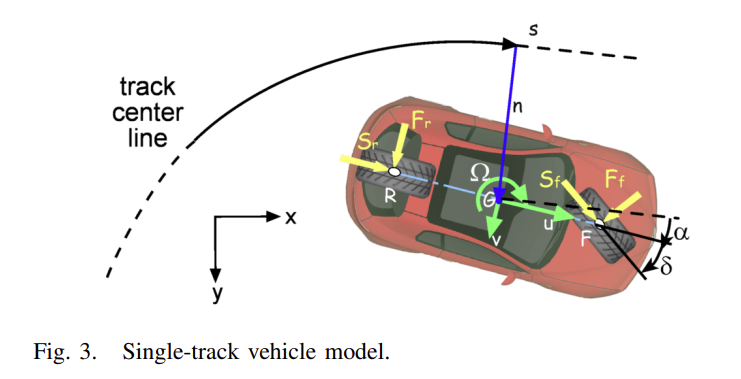 s
track
center
line
n
Fr
Sr
Ω
Sf
Ff
R
G
x
u
F
α
v
δ
y
Fig. 3. Single-track vehicle model.